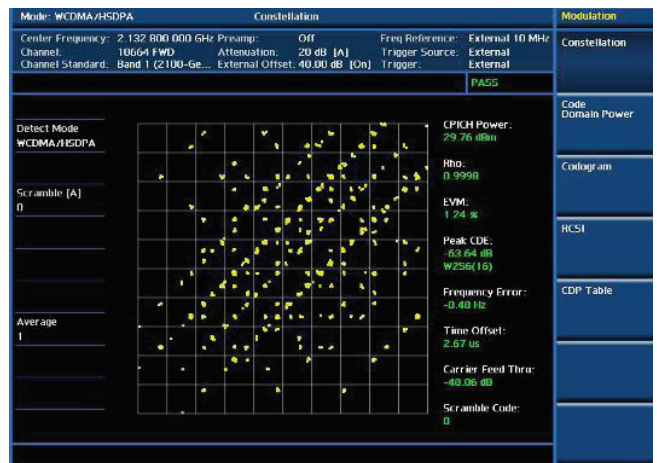 Mode: WCDMA/HSDPA Constellation Modulation
Center Frequency: 2.132 800 000 GHz Preamp: Off Freq Reference: External 10 MHz
Channel: 10664 FWD Attenuation: 20 dB [A] Trigger Source: External
Channel Standard: Band 1 (2100-Ge... External Offset: 40.00 dB [On] Trigger: External
PASS
Constellation
Code
Domain Power
Codogram
RCSI
CDP Table
Detect Mode
WCDMA/HSDPA
Scramble [A]
0
Average
1
CPICH Power:
29.76 dBm
Rho:
0.9998
EVM:
1.24 %
Peak CDE:
-63.64 dB
W256(16)
Frequency Error:
-0.40 Hz
Time Offset:
2.67 us
Carrier Feed Thru:
-40.06 dB
Scramble Code:
0